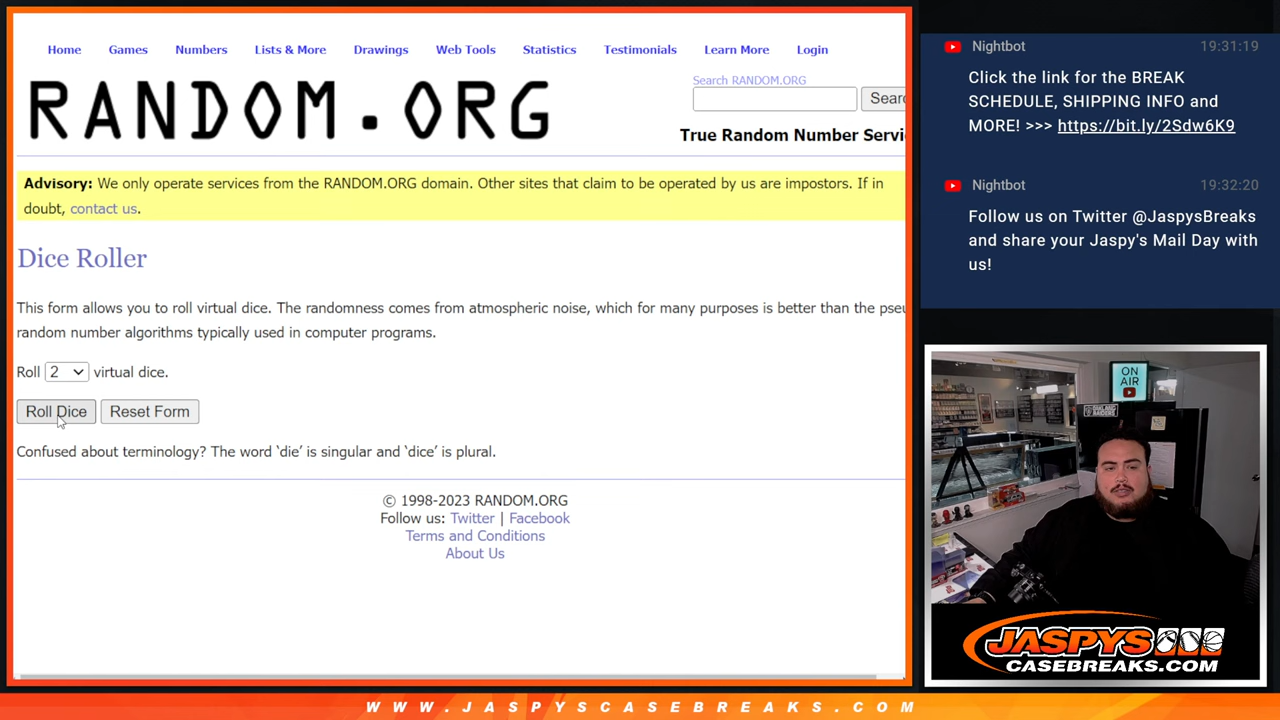 Home Games Numbers Lists & More Drawings Web Tools Statistics Testimonials Learn More Login
RANDOM.ORG
Search RANDOM.ORG
Searc
True Random Number Servi
Advisory: We only operate services from the RANDOM.ORG domain. Other sites that claim to be operated by us are impostors. If in
doubt, contact us.
Dice Roller
This form allows you to roll virtual dice. The randomness comes from atmospheric noise, which for many purposes is better than the pseu
random number algorithms typically used in computer programs.
Roll 2 virtual dice.
Roll Dice Reset Form
Confused about terminology? The word ‘die’ is singular and ‘dice’ is plural.
© 1998-2023 RANDOM.ORG
Follow us: Twitter | Facebook
Terms and Conditions
About Us
Nightbot 19:31:19
Click the link for the BREAK
SCHEDULE, SHIPPING INFO and
MORE! >>> https://bit.ly/2Sdw6K9
Nightbot 19:32:20
Follow us on Twitter @JaspysBreaks
and share your Jaspy's Mail Day with
us!
ON
AIR
JASPYS
CASEBREAKS.COM
WWW.JASPYSCASEBREAKS.COM